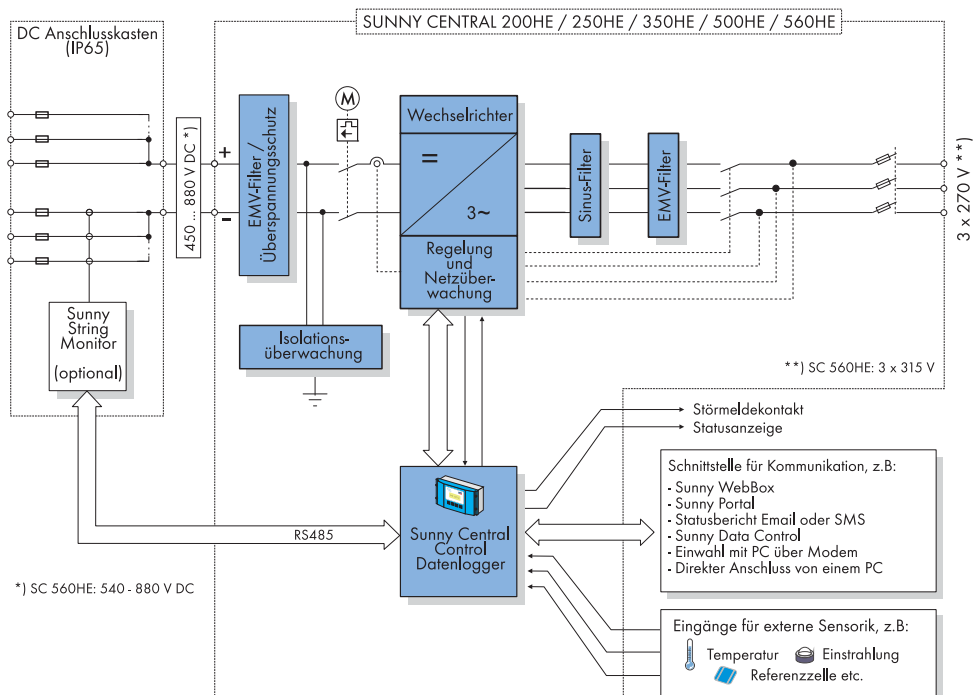 SUNNY CENTRAL 200HE / 250HE / 350HE / 500HE / 560HE
DC Anschlusskasten
(IP65)
450 ... 880 V DC *)
+
-
EMV-Filter /
Überspannungsschutz
M
Wechselrichter
=
3~
Regelung
und
Netzüber-
wachung
Sinus-Filter
EMV-Filter
3 x 270 V **)
Sunny
String
Monitor
(optional)
Isolations-
überwachung
**) SC 560HE: 3 x 315 V
Störmeldekontakt
Statusanzeige
Schnittstelle für Kommunikation, z.B:
- Sunny WebBox
- Sunny Portal
- Statusbericht Email oder SMS
- Sunny Data Control
- Einwahl mit PC über Modem
- Direkter Anschluss von einem PC
RS485
Sunny Central
Control
Datenlogger
*) SC 560HE: 540 - 880 V DC
Eingänge für externe Sensorik, z.B:
Temperatur
Einstrahlung
Referenzzelle etc.